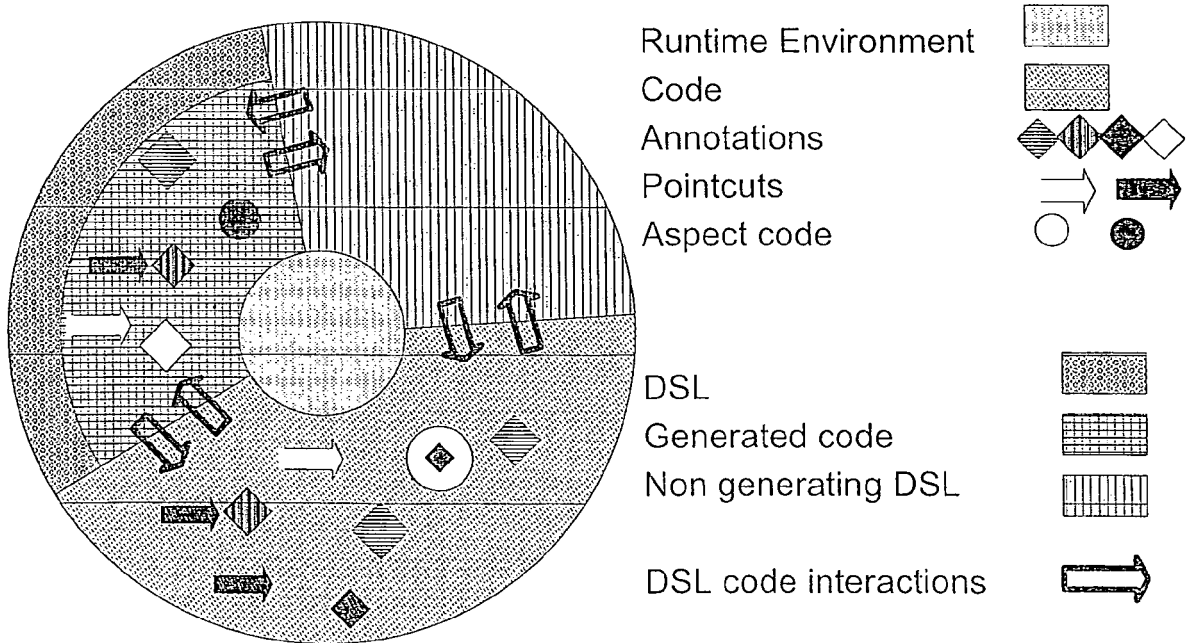 Runtime Environment
Code
Annotations
Pointcuts
Aspect code
DSL
Generated code
Non generating DSL
DSL code interactions